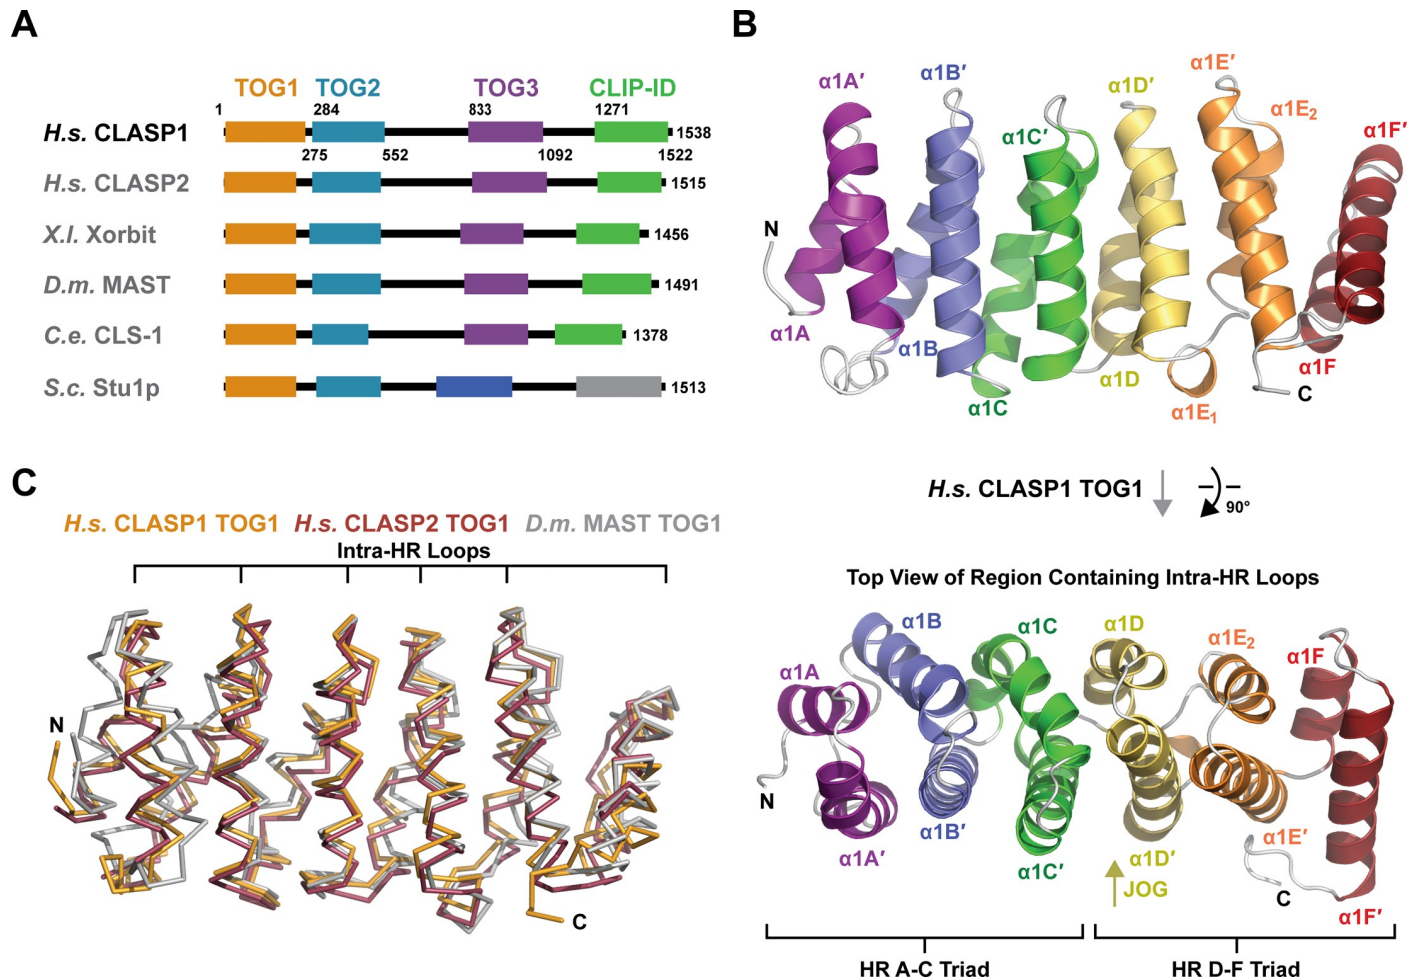 A
TOG1 TOG2 TOG3 CLIP-ID
1 284 833 1271
H.s. CLASP1 1538
275 552 1092 1522
H.s. CLASP2 1515
X.l. Xorbit 1456
D.m. MAST 1491
C.e. CLS-1 1378
S.c. Stu1p 1513
B
α1A′ α1B′ α1C′ α1D′ α1E′ α1E2 α1F′
N
α1A α1B α1C α1D α1E1 α1F
C
H.s. CLASP1 TOG1
90°
Top View of Region Containing Intra-HR Loops
α1A α1B α1C α1D α1E2 α1F
N
α1A′ α1B′ α1C′ α1D′ α1E′ α1F′
JOG
C
HR A-C Triad HR D-F Triad
C
H.s. CLASP1 TOG1 H.s. CLASP2 TOG1 D.m. MAST TOG1
Intra-HR Loops
N
C